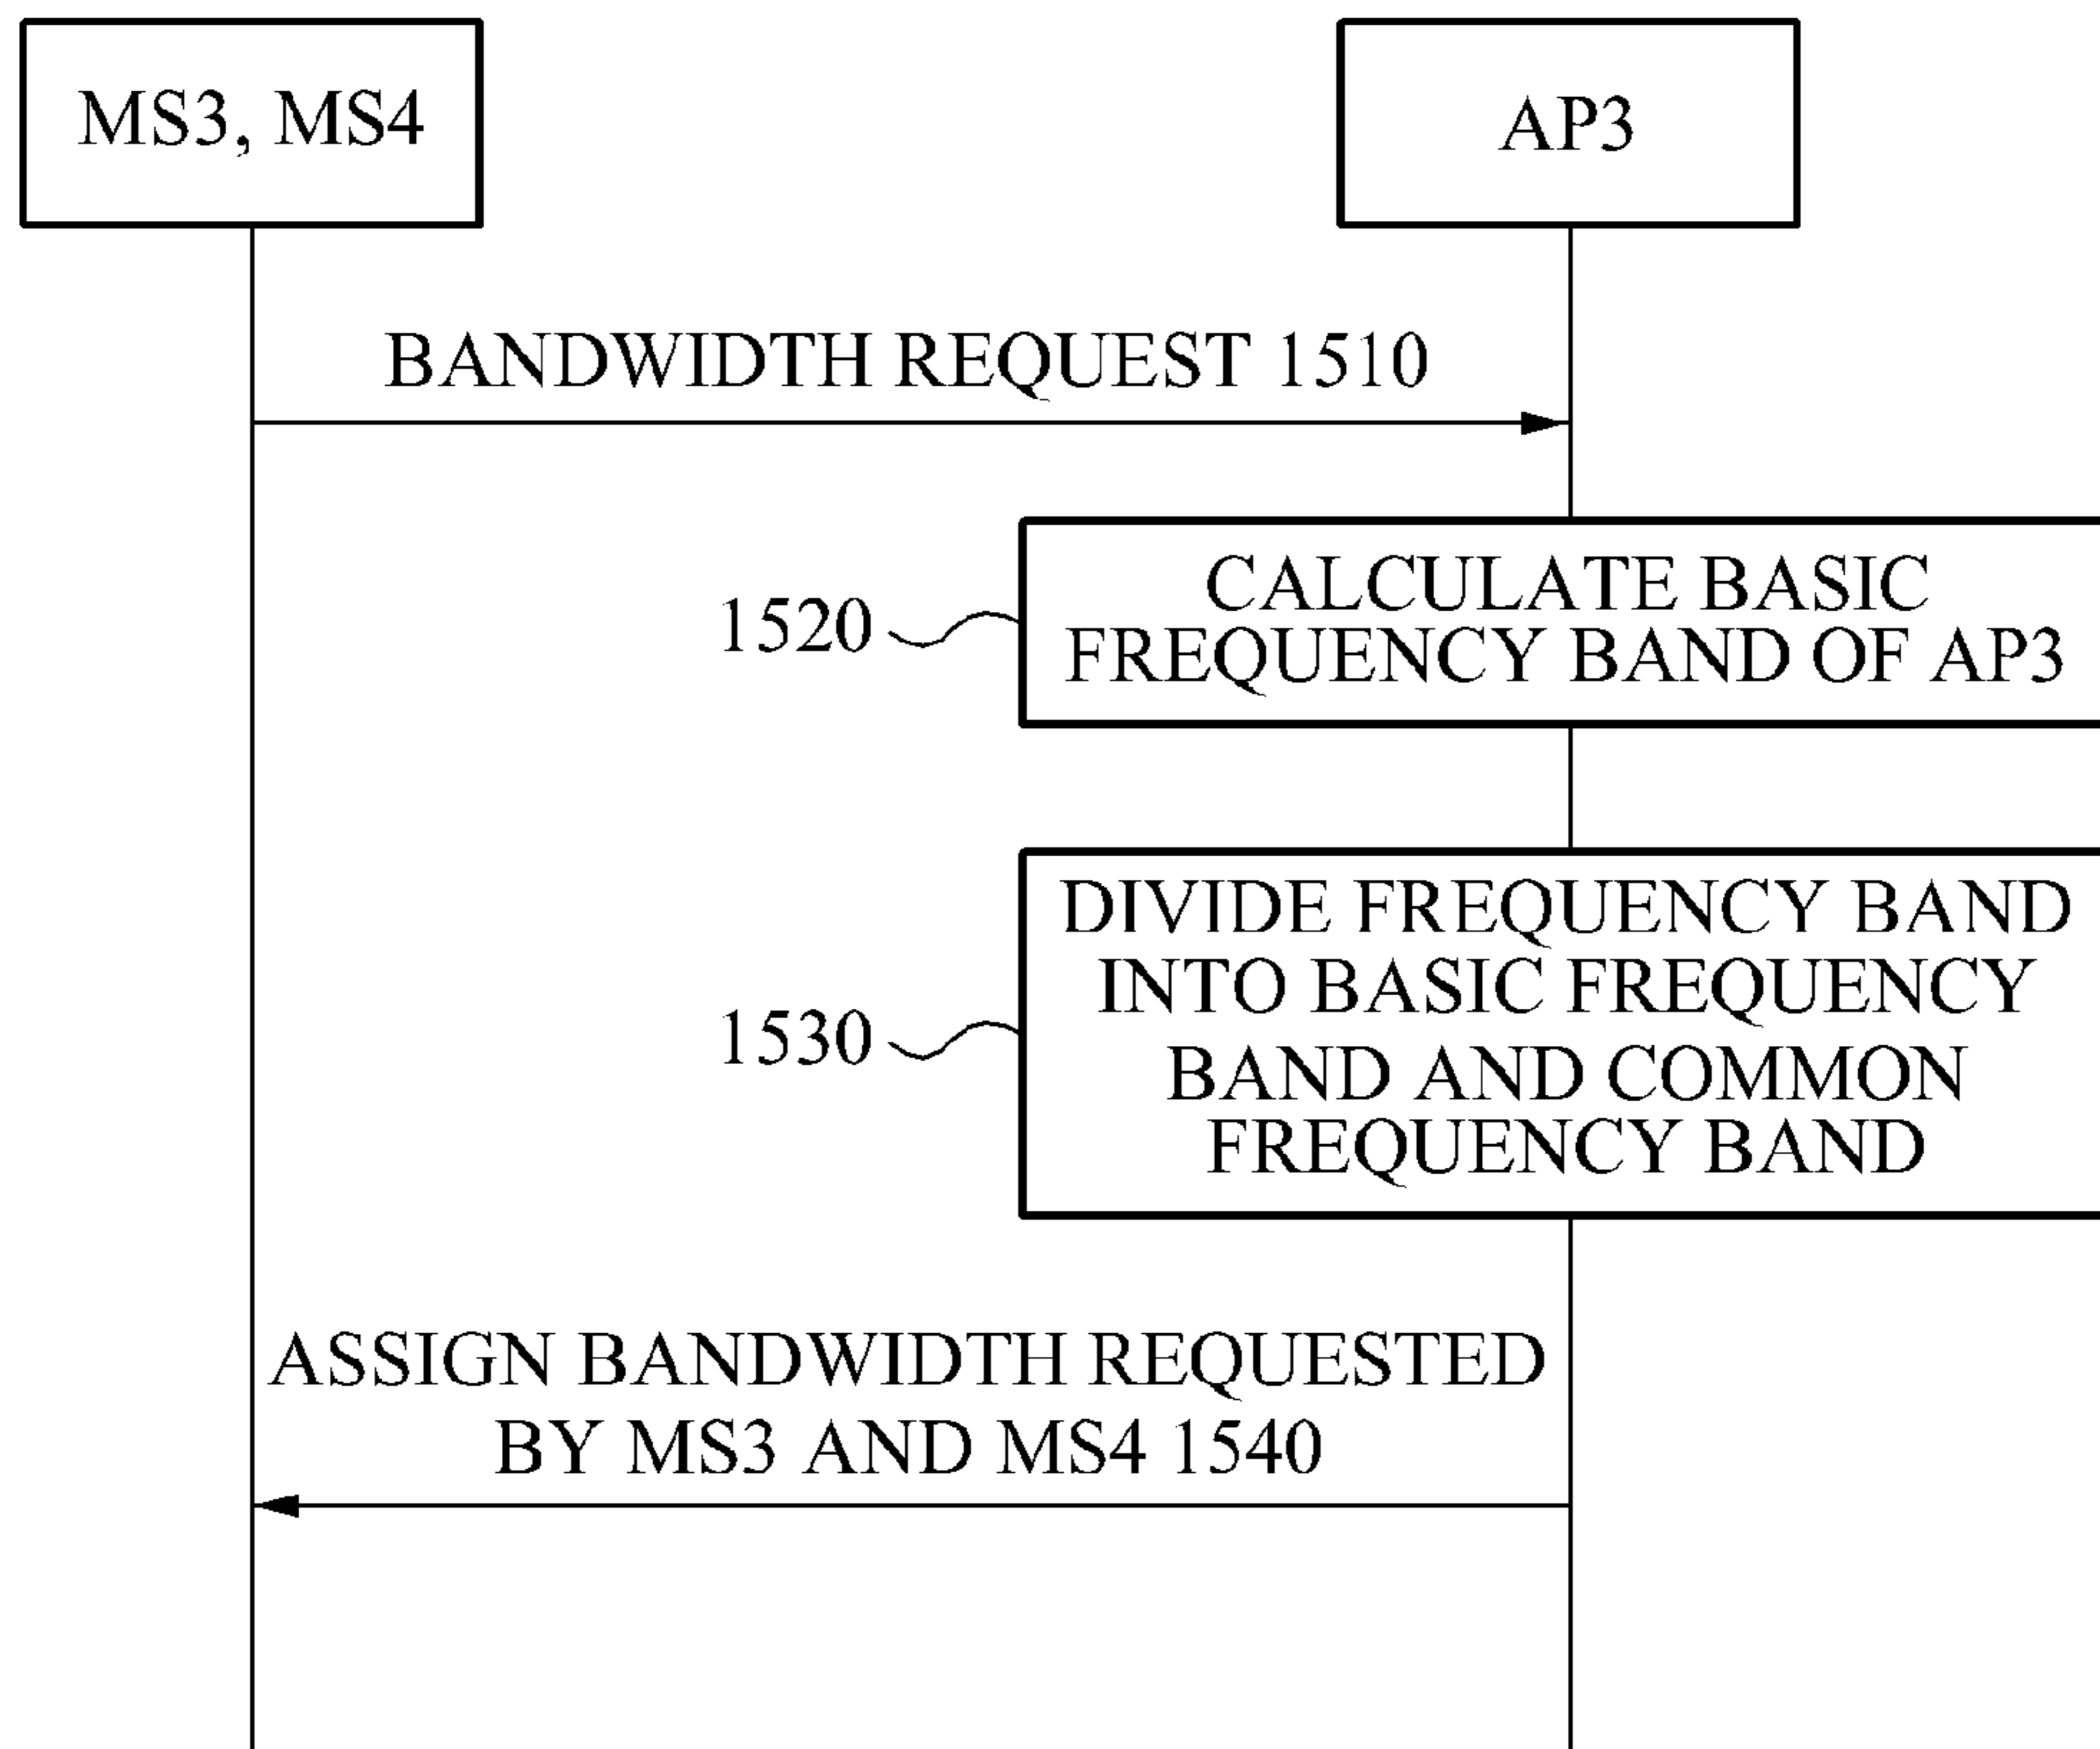 MS3, MS4
AP3
BANDWIDTH REQUEST 1510
1520
CALCULATE BASIC
FREQUENCY BAND OF AP3
1530
DIVIDE FREQUENCY BAND
INTO BASIC FREQUENCY
BAND AND COMMON
FREQUENCY BAND
ASSIGN BANDWIDTH REQUESTED
BY MS3 AND MS4 1540